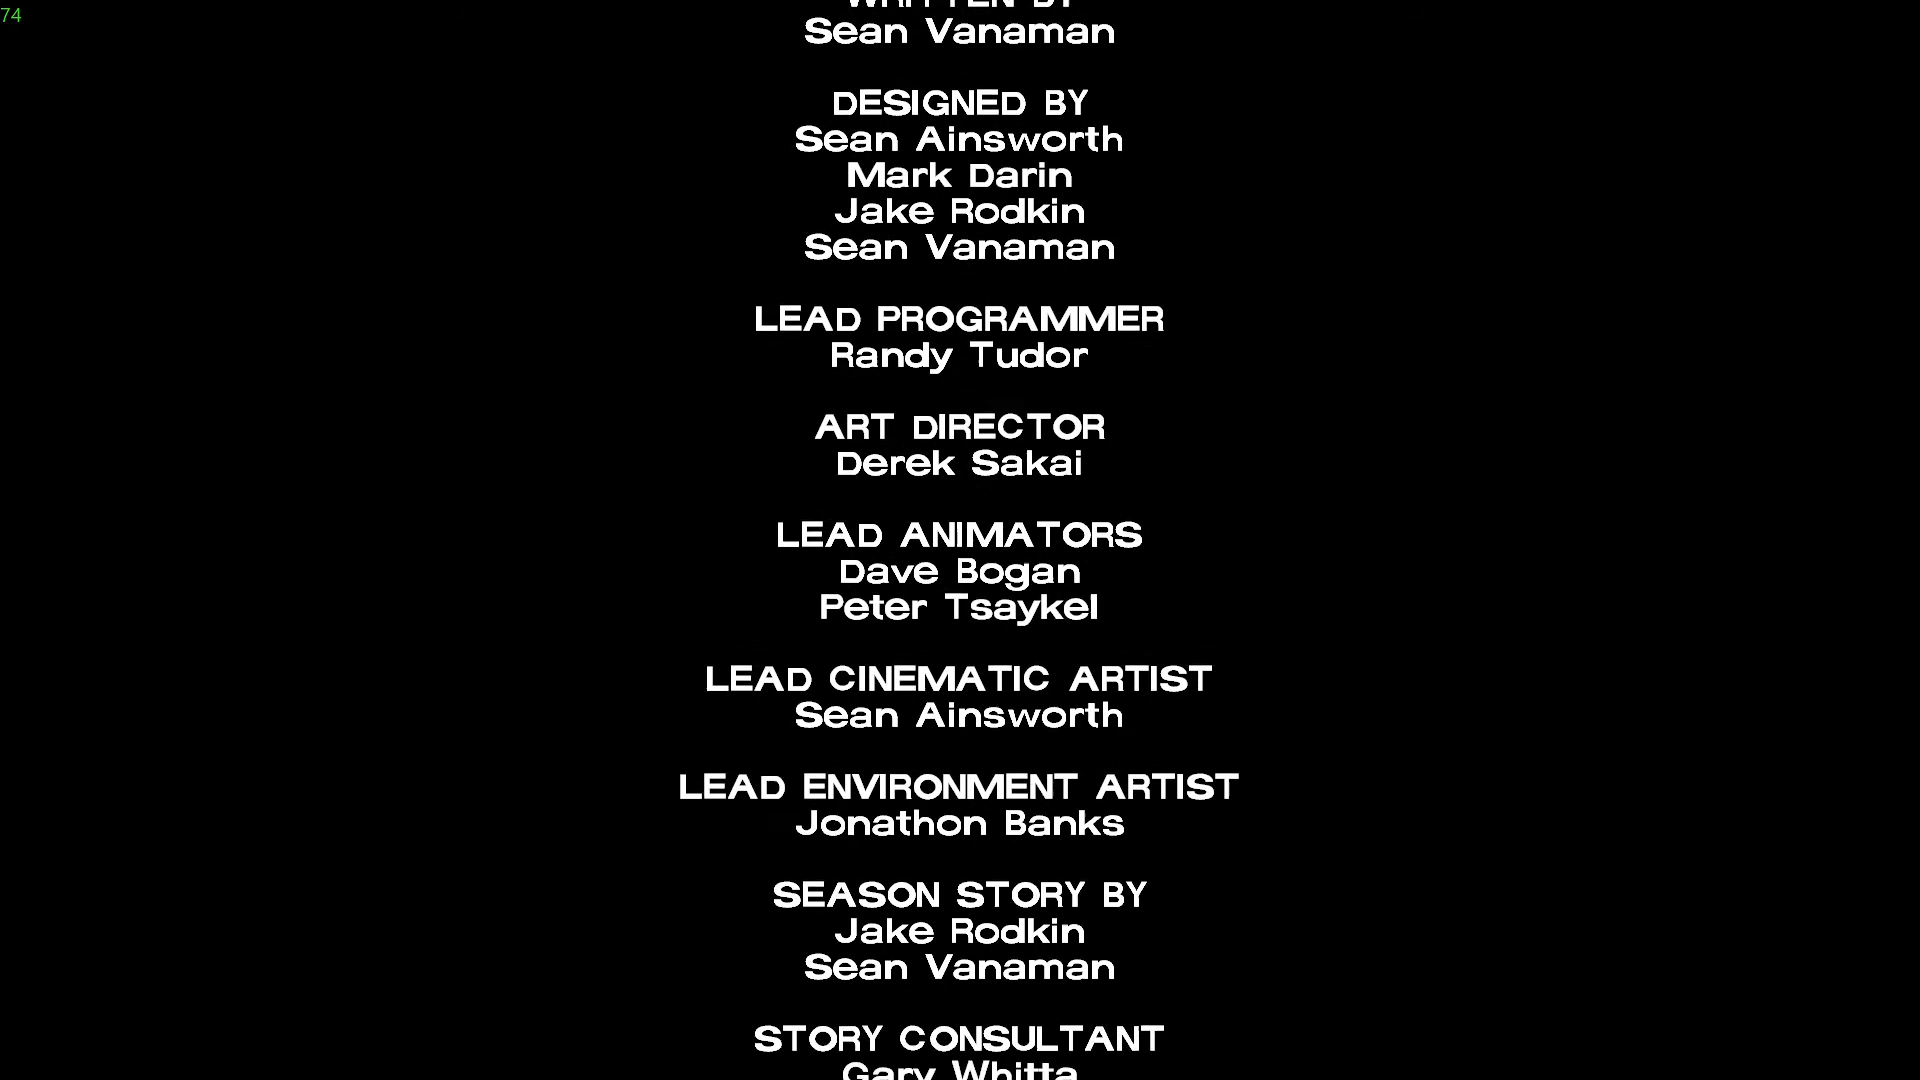 74
WRITTEN BY
Sean Vanaman
DESIGNED BY
Sean Ainsworth
Mark Darin
Jake Rodkin
Sean Vanaman
LEAD PROGRAMMER
Randy Tudor
ART DIRECTOR
Derek Sakai
LEAD ANIMATORS
Dave Bogan
Peter Tsaykel
LEAD CINEMATIC ARTIST
Sean Ainsworth
LEAD ENVIRONMENT ARTIST
Jonathon Banks
SEASON STORY BY
Jake Rodkin
Sean Vanaman
STORY CONSULTANT
Gary Whitta